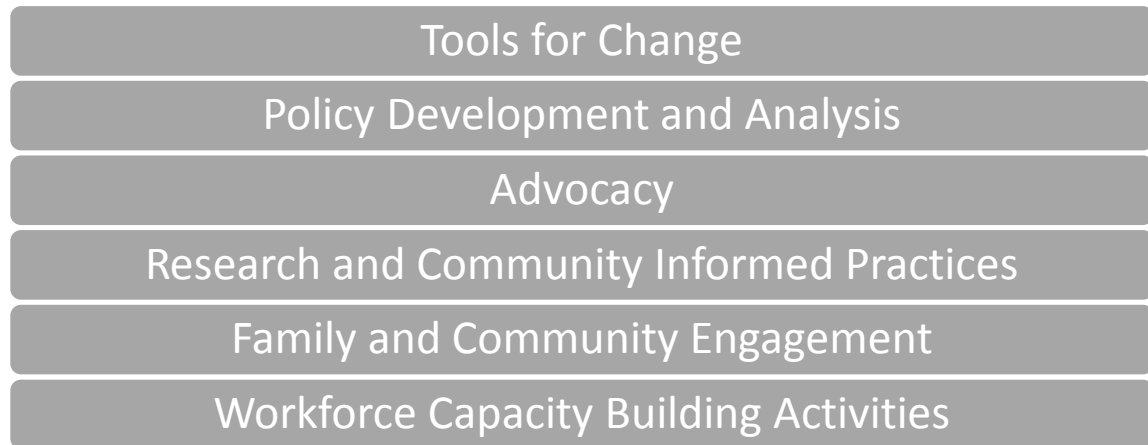 Tools for Change
Policy Development and Analysis
Advocacy
Research and Community Informed Practices
Family and Community Engagement
Workforce Capacity Building Activities